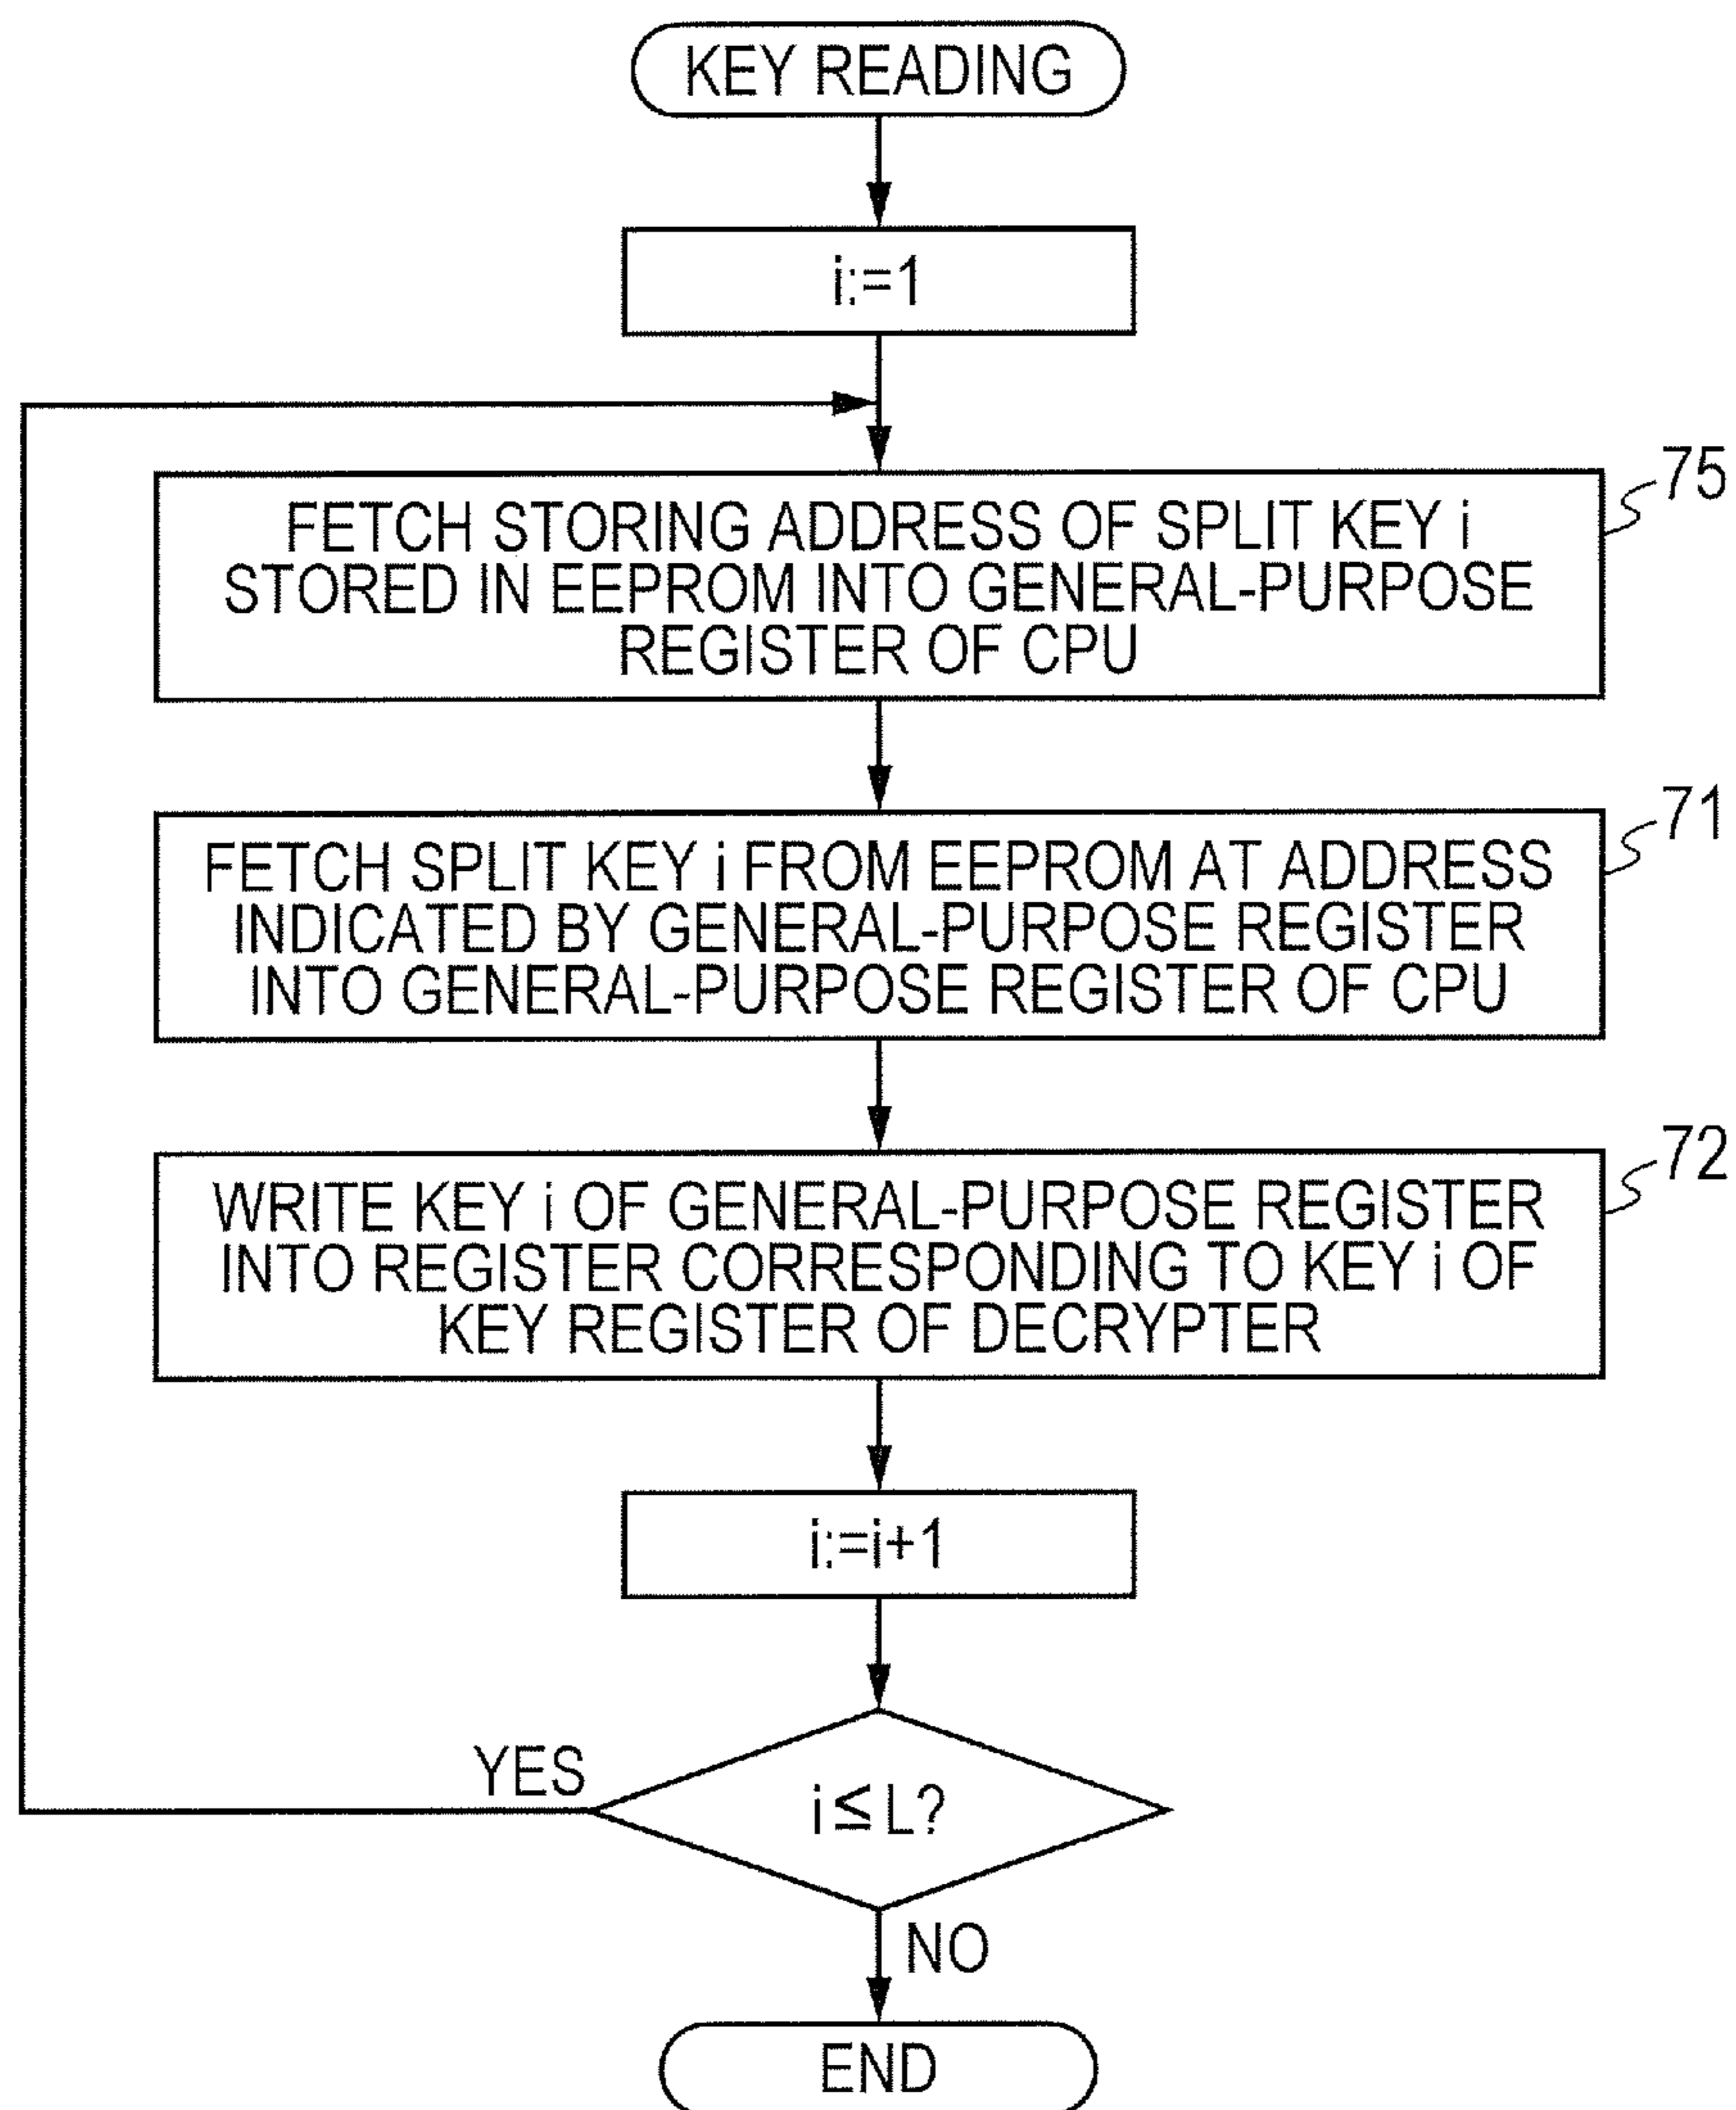 KEY READING
i:=1
75
FETCH STORING ADDRESS OF SPLIT KEY i
STORED IN EEPROM INTO GENERAL-PURPOSE
REGISTER OF CPU
71
FETCH SPLIT KEY i FROM EEPROM AT ADDRESS
INDICATED BY GENERAL-PURPOSE REGISTER
INTO GENERAL-PURPOSE REGISTER OF CPU
72
WRITE KEY i OF GENERAL-PURPOSE REGISTER
INTO REGISTER CORRESPONDING TO KEY i OF
KEY REGISTER OF DECRYPTER
i:=i+1
YES
i≤L?
NO
END